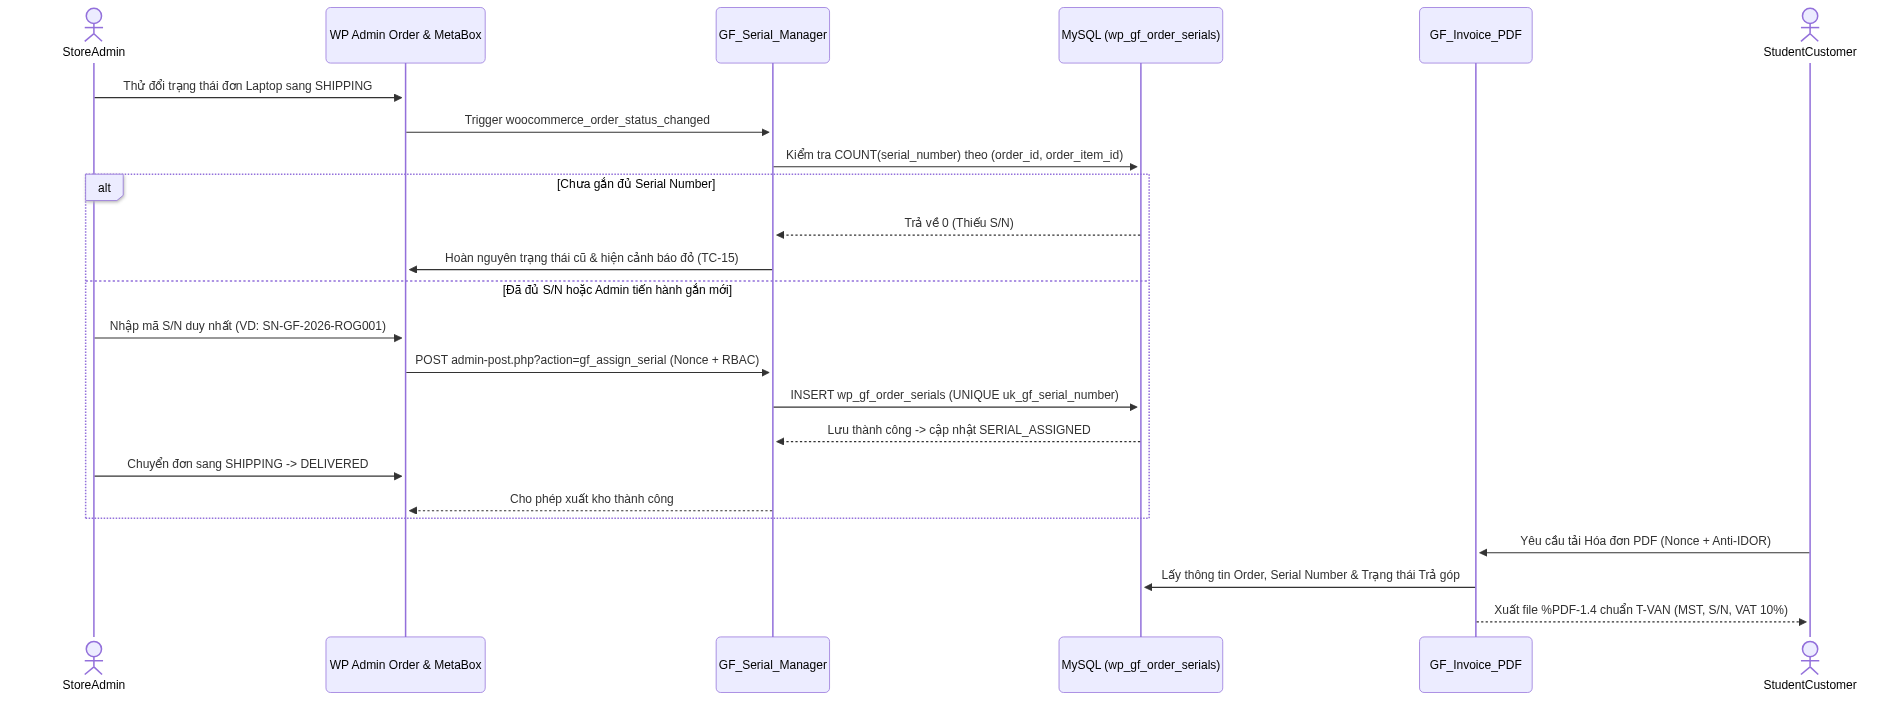 StoreAdmin
WP Admin Order & MetaBox
GF_Serial_Manager
MySQL (wp_gf_order_serials)
GF_Invoice_PDF
StudentCustomer
Thử đổi trạng thái đơn Laptop sang SHIPPING
Trigger woocommerce_order_status_changed
Kiểm tra COUNT(serial_number) theo (order_id, order_item_id)
alt
[Chưa gắn đủ Serial Number]
Trả về 0 (Thiếu S/N)
Hoàn nguyên trạng thái cũ & hiện cảnh báo đỏ (TC-15)
[Đã đủ S/N hoặc Admin tiến hành gắn mới]
Nhập mã S/N duy nhất (VD: SN-GF-2026-ROG001)
POST admin-post.php?action=gf_assign_serial (Nonce + RBAC)
INSERT wp_gf_order_serials (UNIQUE uk_gf_serial_number)
Lưu thành công -> cập nhật SERIAL_ASSIGNED
Chuyển đơn sang SHIPPING -> DELIVERED
Cho phép xuất kho thành công
Yêu cầu tải Hóa đơn PDF (Nonce + Anti-IDOR)
Lấy thông tin Order, Serial Number & Trạng thái Trả góp
Xuất file %PDF-1.4 chuẩn T-VAN (MST, S/N, VAT 10%)
StoreAdmin
WP Admin Order & MetaBox
GF_Serial_Manager
MySQL (wp_gf_order_serials)
GF_Invoice_PDF
StudentCustomer